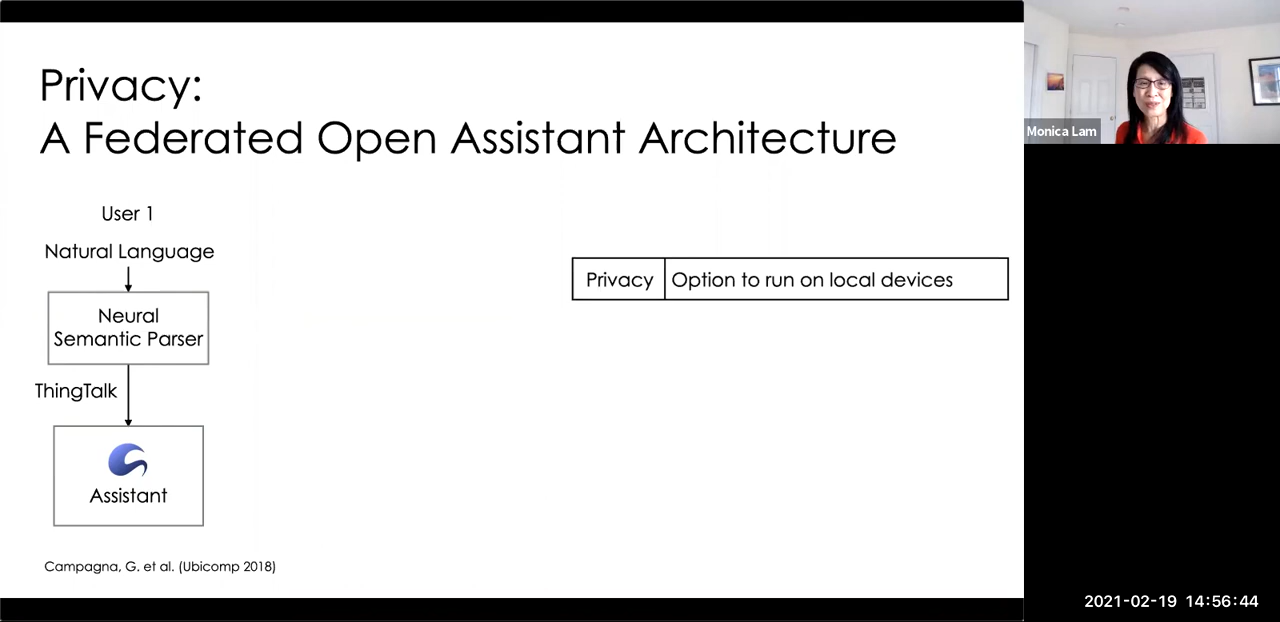 Privacy:
A Federated Open Assistant Architecture
User 1
Natural Language
Neural
Semantic Parser
ThingTalk
Assistant
Privacy
Option to run on local devices
Campagna, G. et al. (Ubicomp 2018)
Monica Lam
2021-02-19 14:56:44